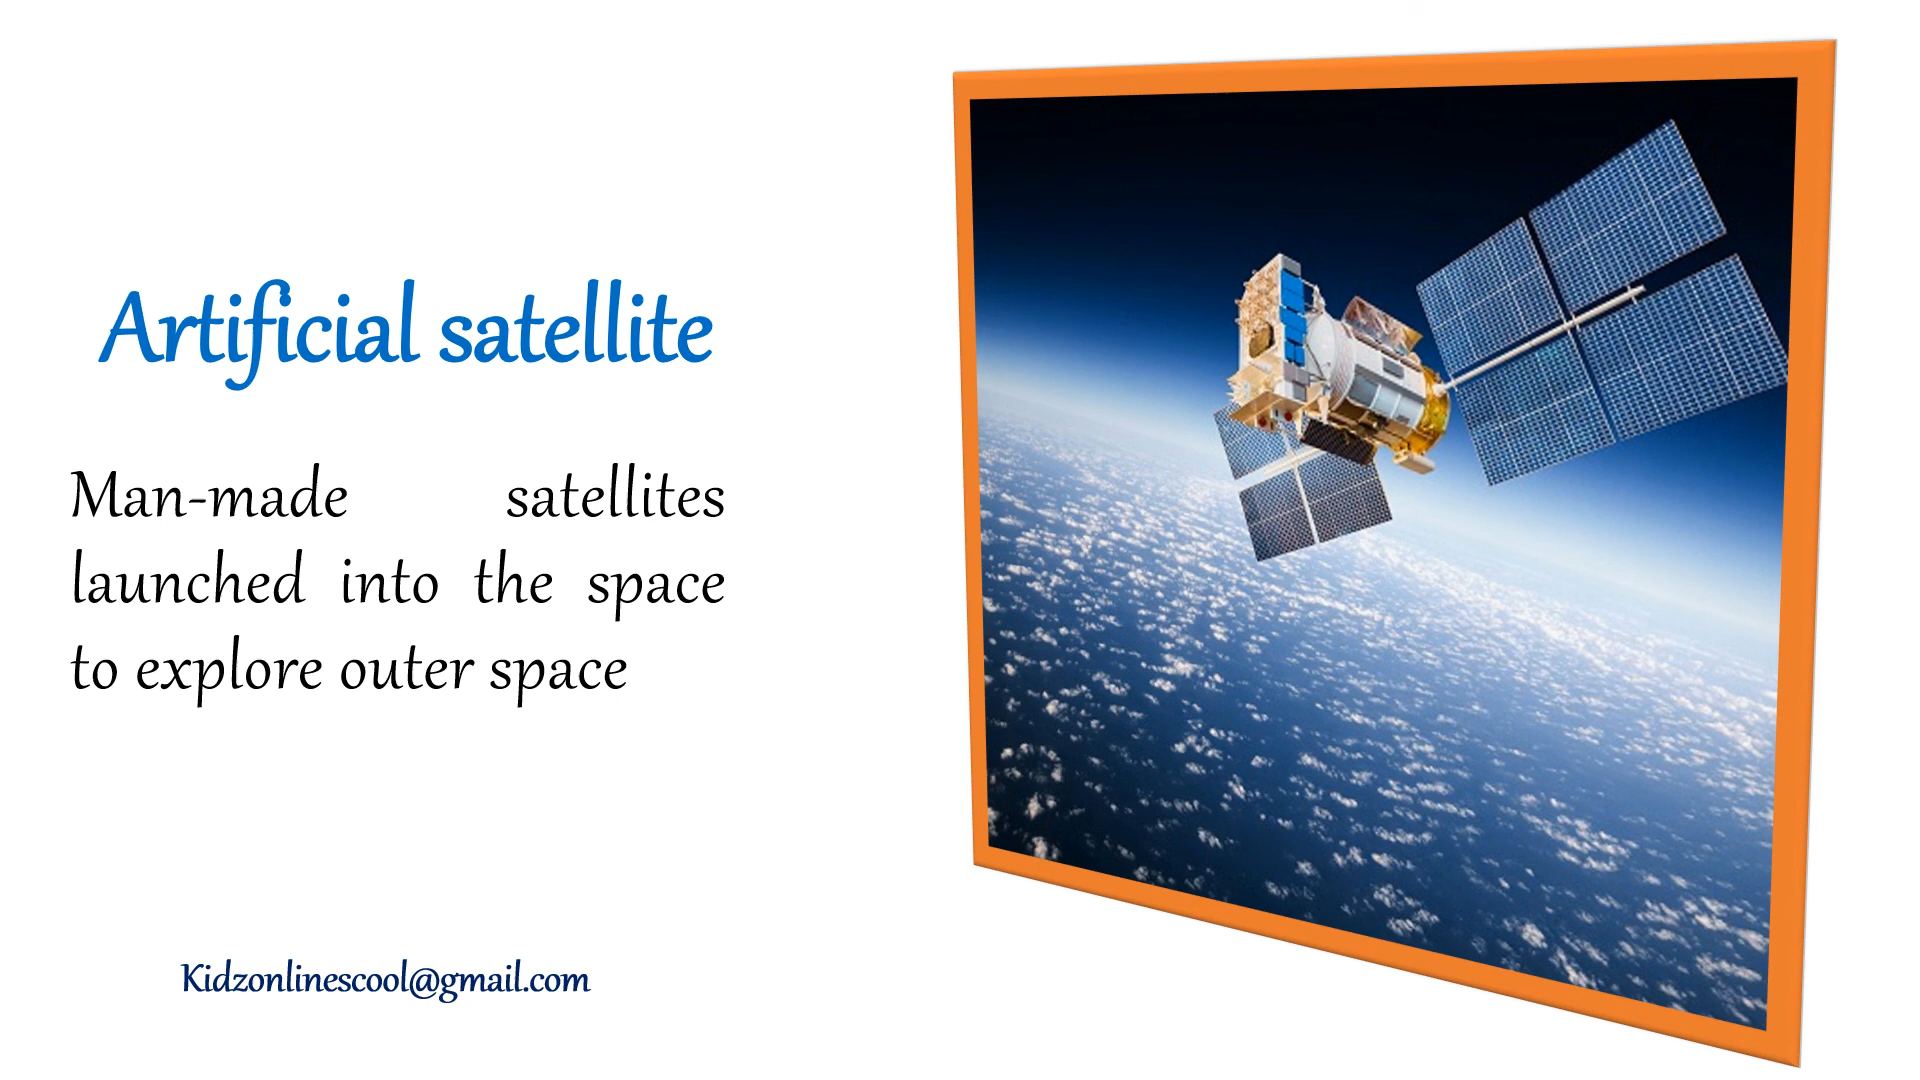 Artificial satellite
Man-made satellites
launched into the space
to explore outer space
Kidzonlinescool@gmail.com